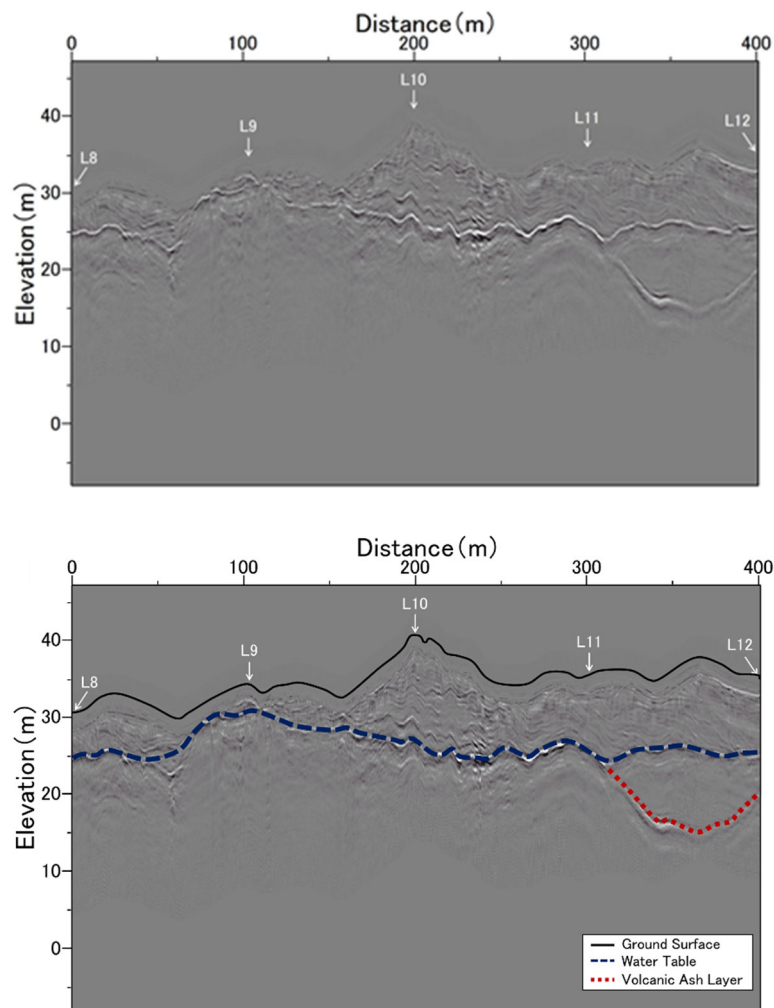 Distance(m)
0 100 200 300 400
Elevation(m)
40
30
20
10
0
L8
L9
L10
L11
L12
Distance(m)
0 100 200 300 400
Elevation(m)
40
30
20
10
0
L8
L9
L10
L11
L12
Ground Surface
Water Table
Volcanic Ash Layer